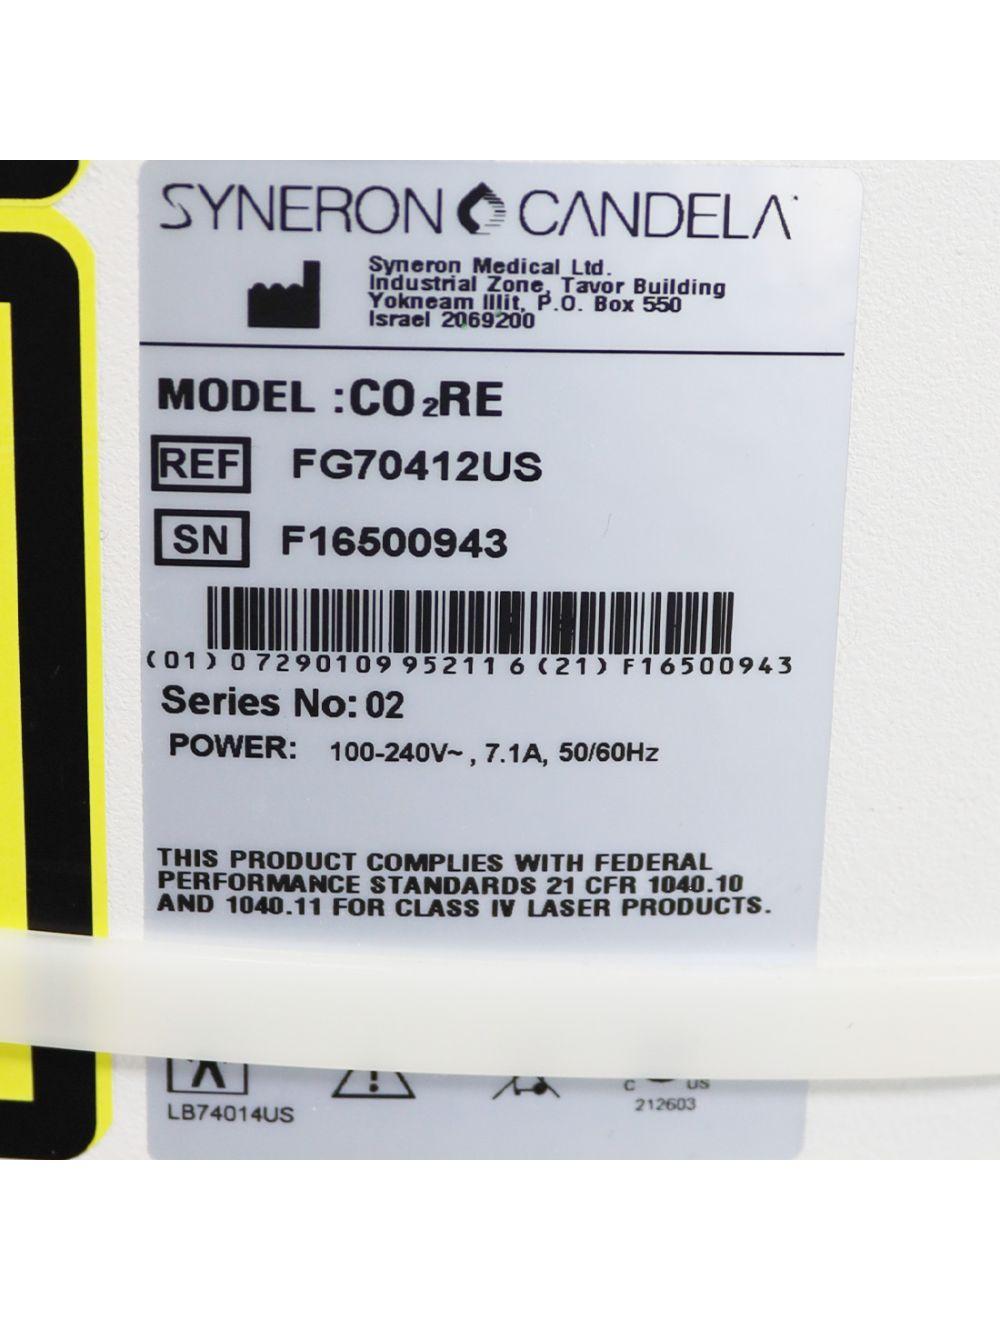 SYNERON CANDELA
Syneron Medical Ltd.
Industrial Zone, Tavor Building
Yokneam Illit, P.O. Box 550
Israel 2069200
MODEL :CO₂RE
REF FG70412US
SN F16500943
(01)07290109952116(21)F16500943
Series No: 02
POWER: 100-240V~, 7.1A, 50/60Hz
THIS PRODUCT COMPLIES WITH FEDERAL
PERFORMANCE STANDARDS 21 CFR 1040.10
AND 1040.11 FOR CLASS IV LASER PRODUCTS.
C US
LB74014US 212603